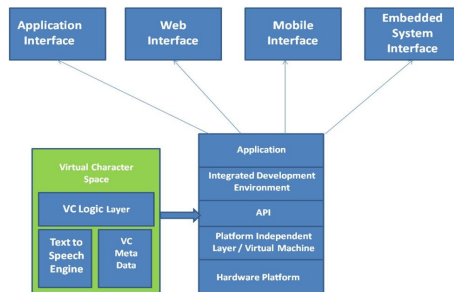 Application
Interface
Web
Interface
Mobile
Interface
Embedded
System
Interface
Virtual Character
Space
VC Logic Layer
Text to
Speech
Engine
VC
Meta
Data
Application
Integrated Development
Environment
API
Platform Independent
Layer / Virtual Machine
Hardware Platform